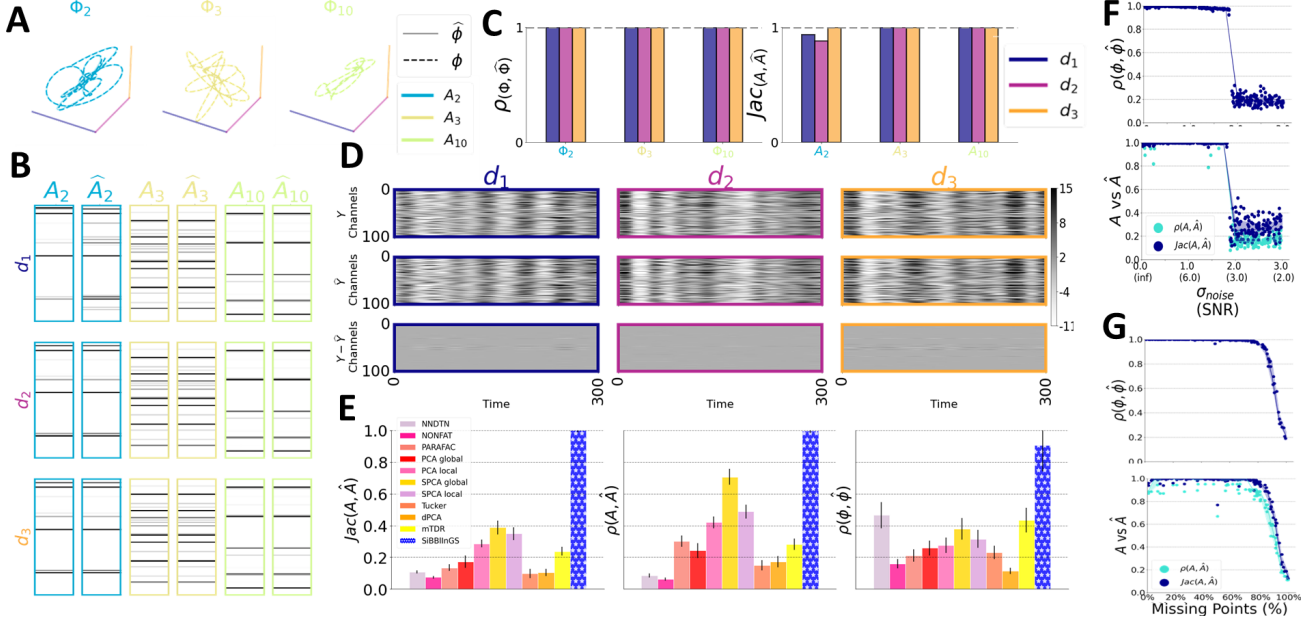 A
Φ2
Φ3
Φ10
ϕ̂
ϕ
A2
A3
A10
B
A2
Â2
A3
Â3
A10
Â10
d1
d2
d3
C
ρ(Φ, Φ̂)
1
0
Φ2
Φ3
Φ10
Jac(A, Â)
1
0
A2
A3
A10
d1
d2
d3
D
d1
d2
d3
Y
Channels
0
100
Ŷ
Channels
0
100
Y − Ŷ
Channels
0
100
0
Time
300
0
Time
300
0
Time
300
15
8
2
-4
-11
E
NNDTN
NONFAT
PARAFAC
PCA global
PCA local
SPCA global
SPCA local
Tucker
dPCA
mTDR
SiBBlInGS
Jac(A, Â)
1.0
0.8
0.6
0.4
0.2
0.0
ρ(A, Â)
ρ(ϕ, ϕ̂)
F
ρ(ϕ, ϕ̂)
1.0
0.8
0.6
0.4
0.2
0.0
A vs Â
1.0
0.8
0.6
0.4
0.2
0.0
ρ(A, Â)
Jac(A, Â)
0.0
(inf)
1.0
(6.0)
2.0
(3.0)
3.0
(2.0)
σnoise
(SNR)
G
ρ(ϕ, ϕ̂)
1.0
0.8
0.6
0.4
0.2
0.0
A vs Â
1.0
0.8
0.6
0.4
0.2
0.0
ρ(A, Â)
Jac(A, Â)
0%
20%
40%
60%
80%
100%
Missing Points (%)